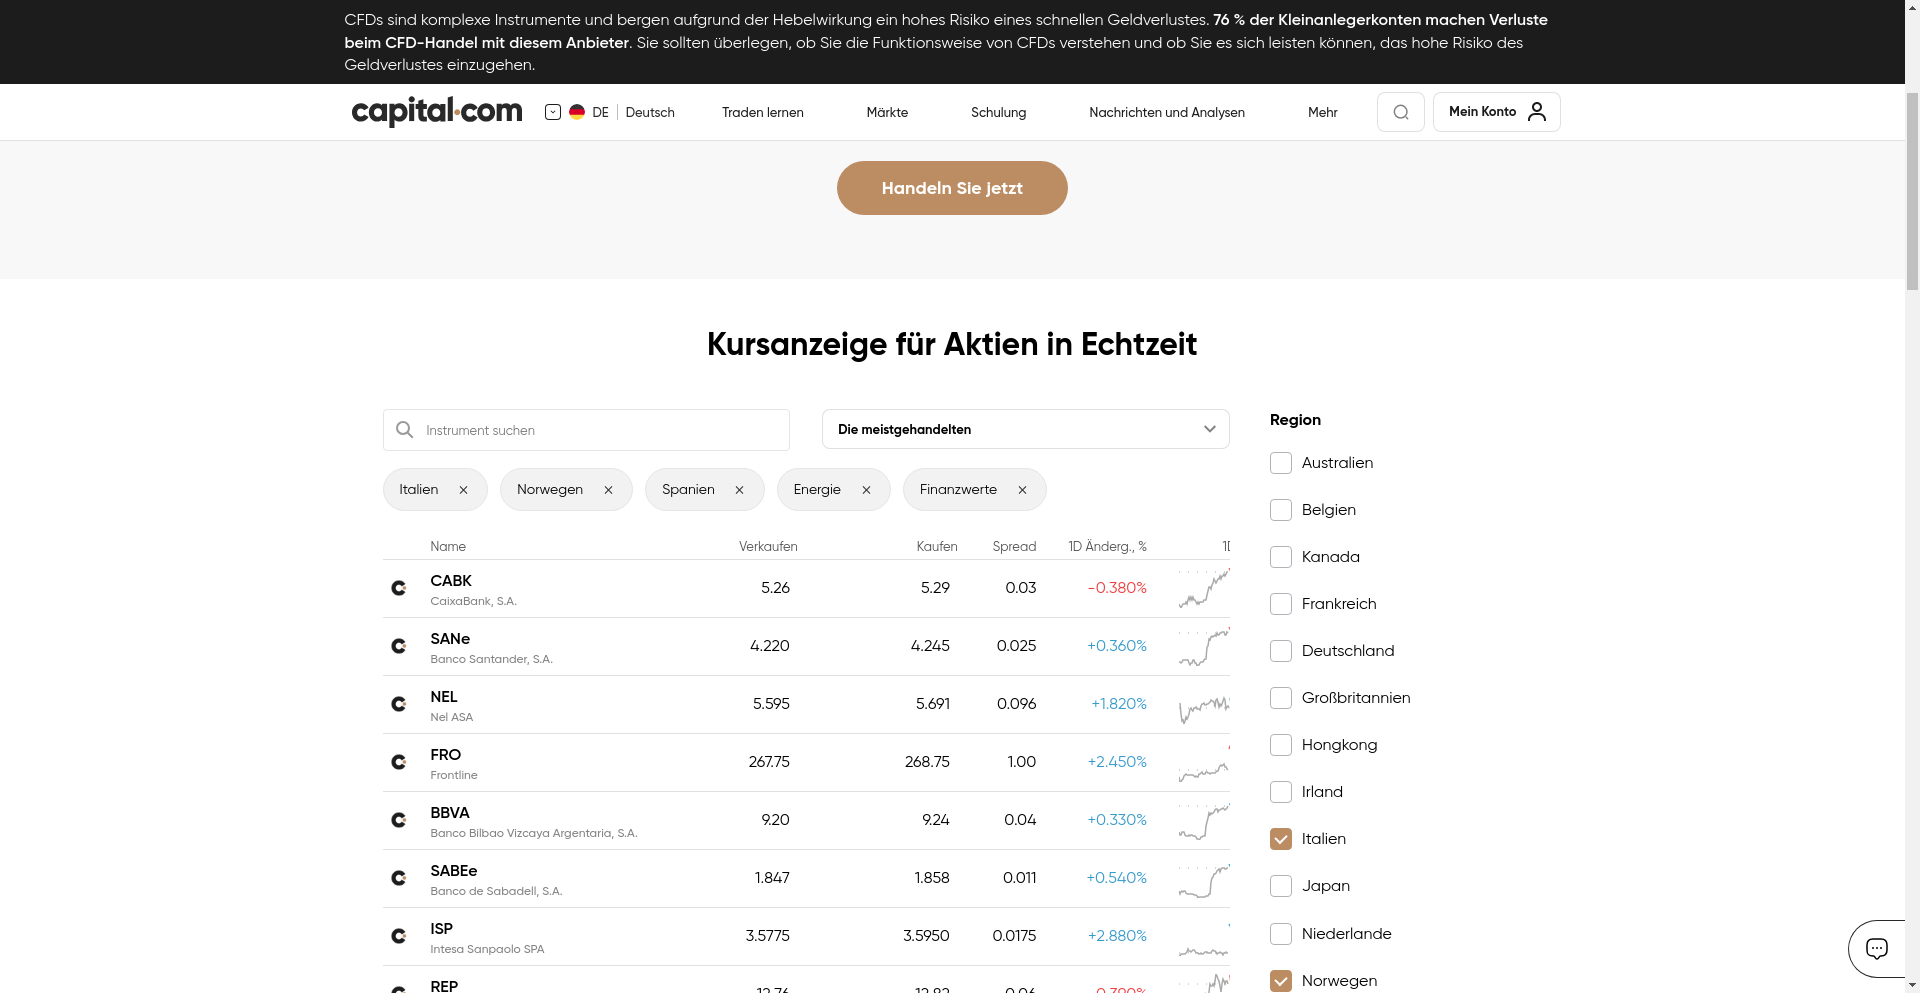 CFDs sind komplexe Instrumente und bergen aufgrund der Hebelwirkung ein hohes Risiko eines schnellen Geldverlustes. 76 % der Kleinanlegerkonten machen Verluste
beim CFD-Handel mit diesem Anbieter. Sie sollten überlegen, ob Sie die Funktionsweise von CFDs verstehen und ob Sie es sich leisten können, das hohe Risiko des
Geldverlustes einzugehen.
capital.com DE Deutsch Traden lernen Märkte Schulung Nachrichten und Analysen Mehr Mein Konto
Handeln Sie jetzt
Kursanzeige für Aktien in Echtzeit
Instrument suchen
Die meistgehandelten
Italien Norwegen Spanien Energie Finanzwerte
Name Verkaufen Kaufen Spread 1D Änderg., %
CABK 5.26 5.29 0.03 -0.380%
CaixaBank, S.A.
SANe 4.220 4.245 0.025 +0.360%
Banco Santander, S.A.
NEL 5.595 5.691 0.096 +1.820%
Nel ASA
FRO 267.75 268.75 1.00 +2.450%
Frontline
BBVA 9.20 9.24 0.04 +0.330%
Banco Bilbao Vizcaya Argentaria, S.A.
SABEe 1.847 1.858 0.011 +0.540%
Banco de Sabadell, S.A.
ISP 3.5775 3.5950 0.0175 +2.880%
Intesa Sanpaolo SPA
REP
Region
Australien
Belgien
Kanada
Frankreich
Deutschland
Großbritannien
Hongkong
Irland
Italien
Japan
Niederlande
Norwegen